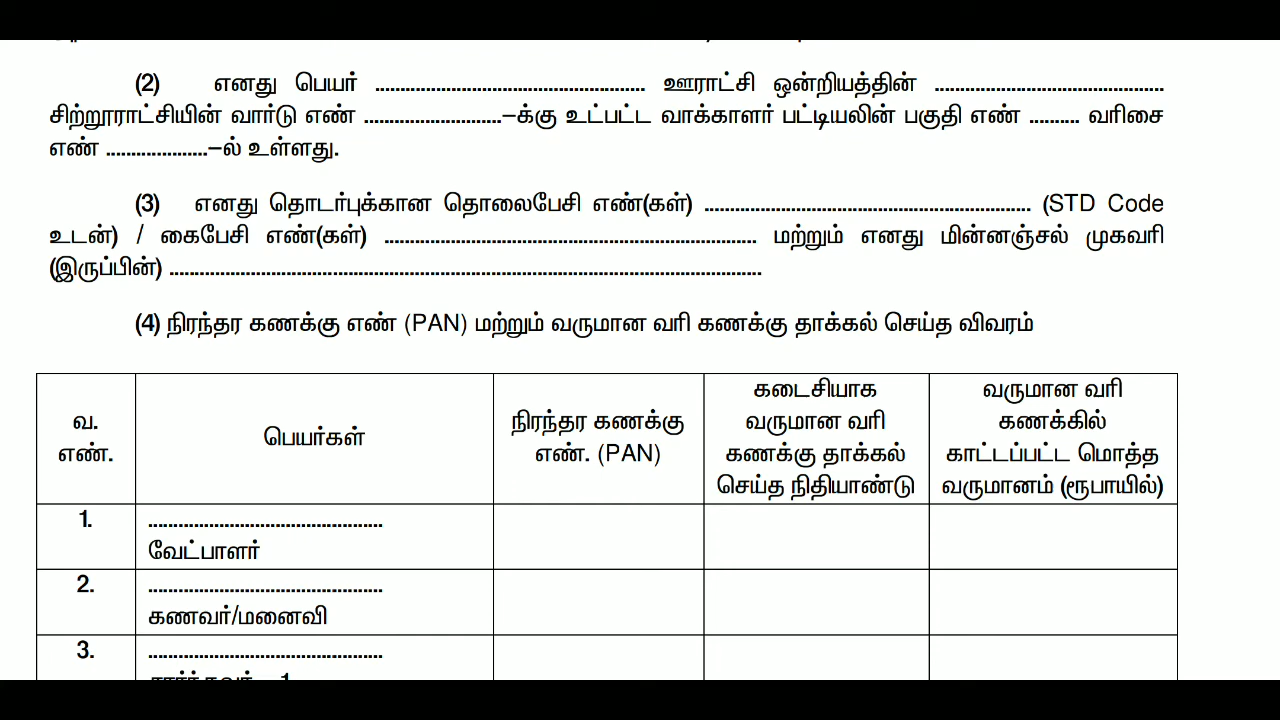 (2) எனது பெயர் ...................................................... ஊராட்சி ஒன்றியத்தின் ..............................................
சிற்றூராட்சியின் வார்டு எண் ...........................–க்கு உட்பட்ட வாக்காளர் பட்டியலின் பகுதி எண் .......... வரிசை
எண் ....................–ல் உள்ளது.
(3) எனது தொடர்புக்கான தொலைபேசி எண்(கள்) ................................................................. (STD Code
உடன்) / கைபேசி எண்(கள்) .......................................................................... மற்றும் எனது மின்னஞ்சல் முகவரி
(இருப்பின்) ......................................................................................................................
(4) நிரந்தர கணக்கு எண் (PAN) மற்றும் வருமான வரி கணக்கு தாக்கல் செய்த விவரம்
வ. எண்.
பெயர்கள்
நிரந்தர கணக்கு
எண். (PAN)
கடைசியாக
வருமான வரி
கணக்கு தாக்கல்
செய்த நிதியாண்டு
வருமான வரி
கணக்கில்
காட்டப்பட்ட மொத்த
வருமானம் (ரூபாயில்)
1. ...............................................
வேட்பாளர்
2. ...............................................
கணவர்/மனைவி
3. ...............................................